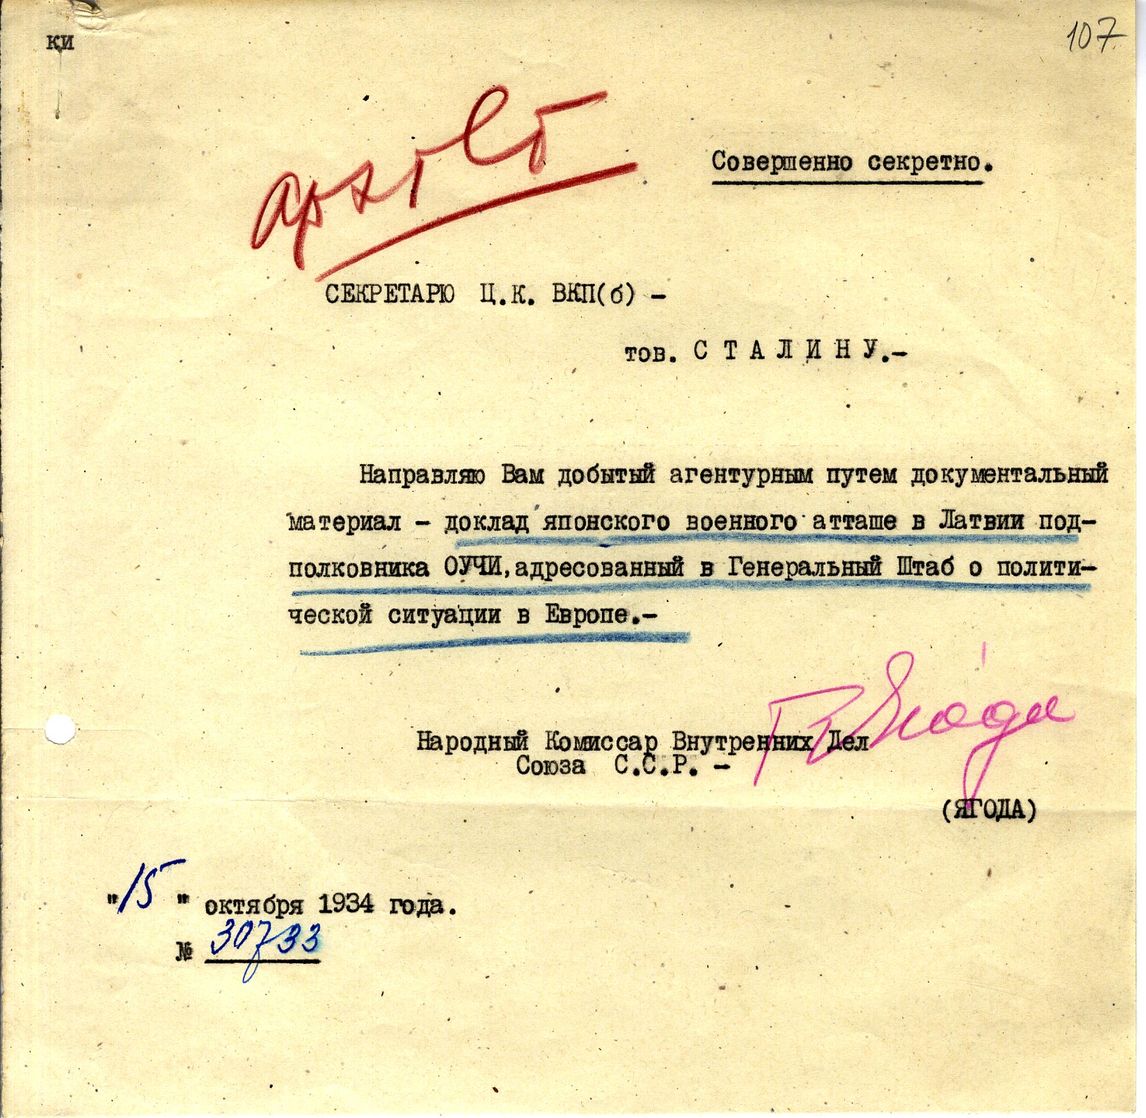 ки
107
архив
Совершенно секретно.
СЕКРЕТАРЮ Ц.К. ВКП(б) –
тов. С Т А Л И Н У.–
Направляю Вам добытый агентурным путем документальный
материал – доклад японского военного атташе в Латвии под-
полковника ОУЧИ,адресованный в Генеральный Штаб о полити-
ческой ситуации в Европе.–
Народный Комиссар Внутренних Дел
Союза С.С.Р. –
Ягода
(ЯГОДА)
"15" октября 1934 года.
№ 30733